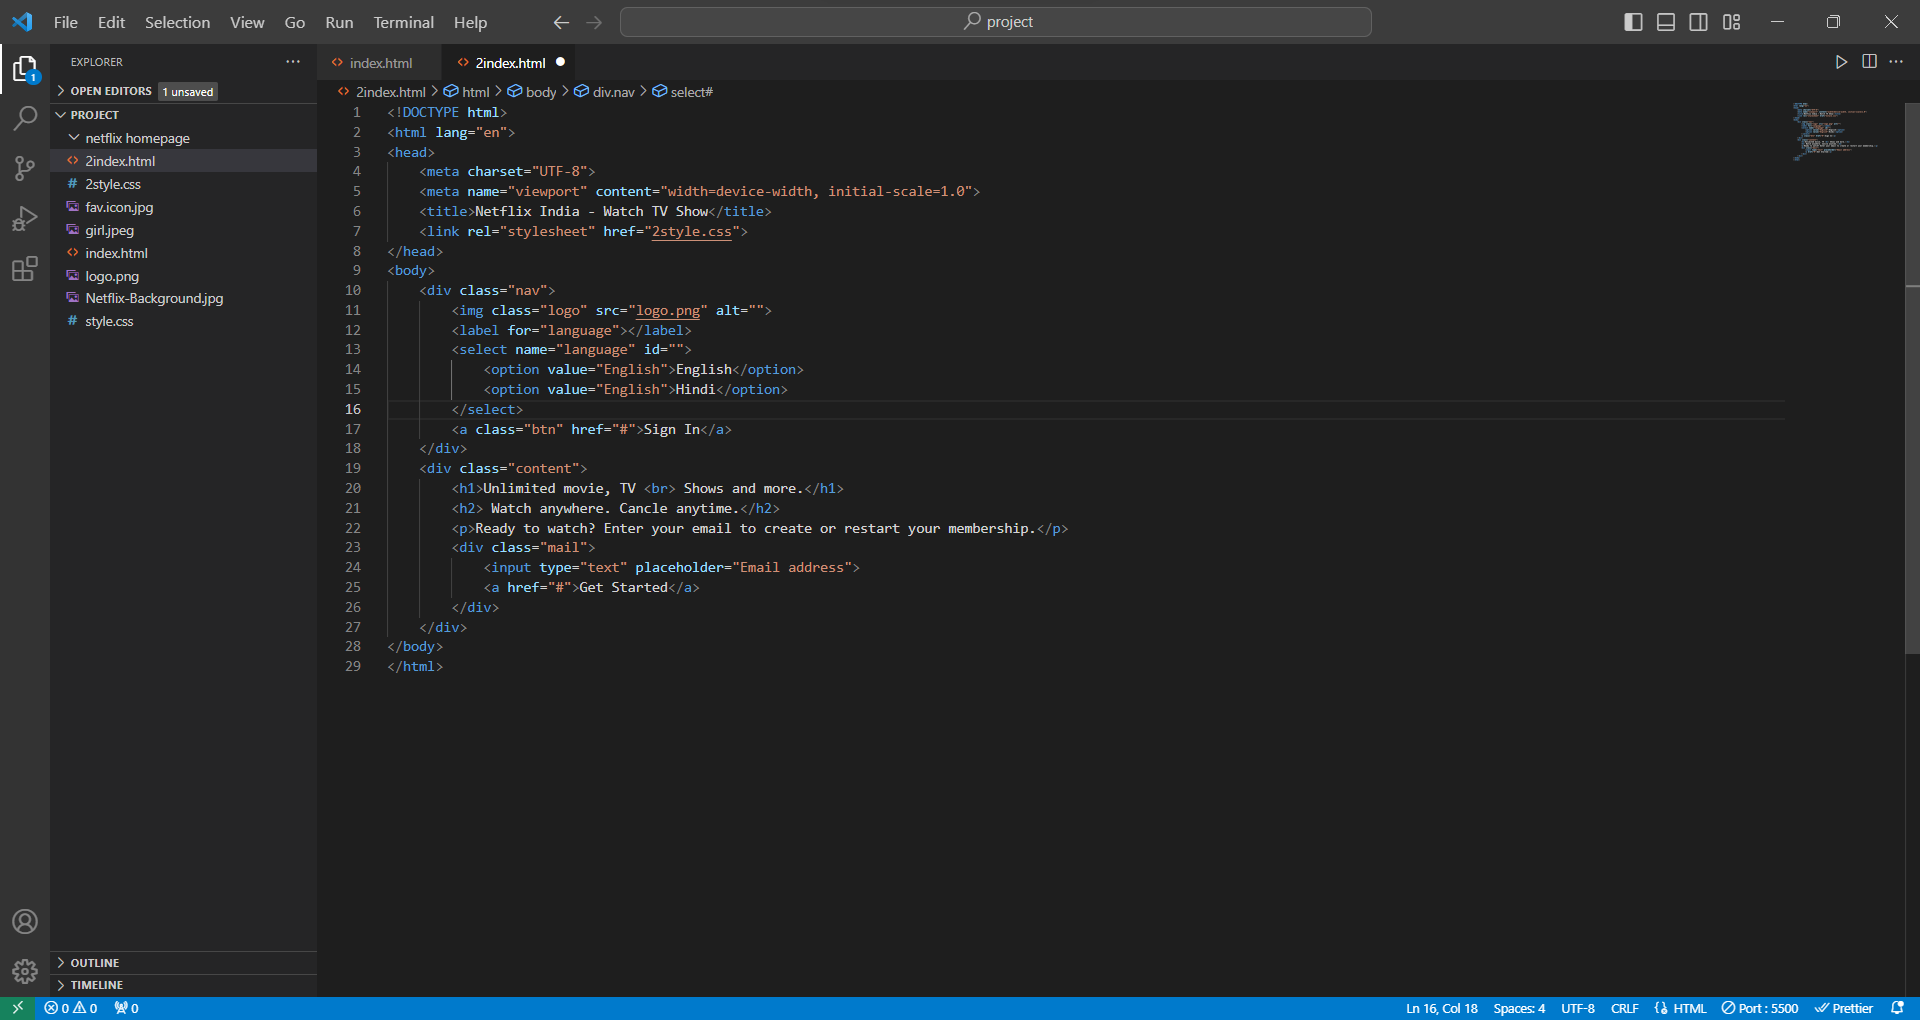 File Edit Selection View Go Run Terminal Help project
EXPLORER
OPEN EDITORS 1 unsaved
PROJECT
netflix homepage
2index.html
2style.css
fav.icon.jpg
girl.jpeg
index.html
logo.png
Netflix-Background.jpg
style.css
OUTLINE
TIMELINE
index.html 2index.html
2index.html > html > body > div.nav > select#
1 <!DOCTYPE html>
2 <html lang="en">
3 <head>
4 <meta charset="UTF-8">
5 <meta name="viewport" content="width=device-width, initial-scale=1.0">
6 <title>Netflix India - Watch TV Show</title>
7 <link rel="stylesheet" href="2style.css">
8 </head>
9 <body>
10 <div class="nav">
11 <img class="logo" src="logo.png" alt="">
12 <label for="language"></label>
13 <select name="language" id="">
14 <option value="English">English</option>
15 <option value="English">Hindi</option>
16 </select>
17 <a class="btn" href="#">Sign In</a>
18 </div>
19 <div class="content">
20 <h1>Unlimited movie, TV <br> Shows and more.</h1>
21 <h2> Watch anywhere. Cancle anytime.</h2>
22 <p>Ready to watch? Enter your email to create or restart your membership.</p>
23 <div class="mail">
24 <input type="text" placeholder="Email address">
25 <a href="#">Get Started</a>
26 </div>
27 </div>
28 </body>
29 </html>
1
0 0 0 Ln 16, Col 18 Spaces: 4 UTF-8 CRLF HTML Port : 5500 Prettier